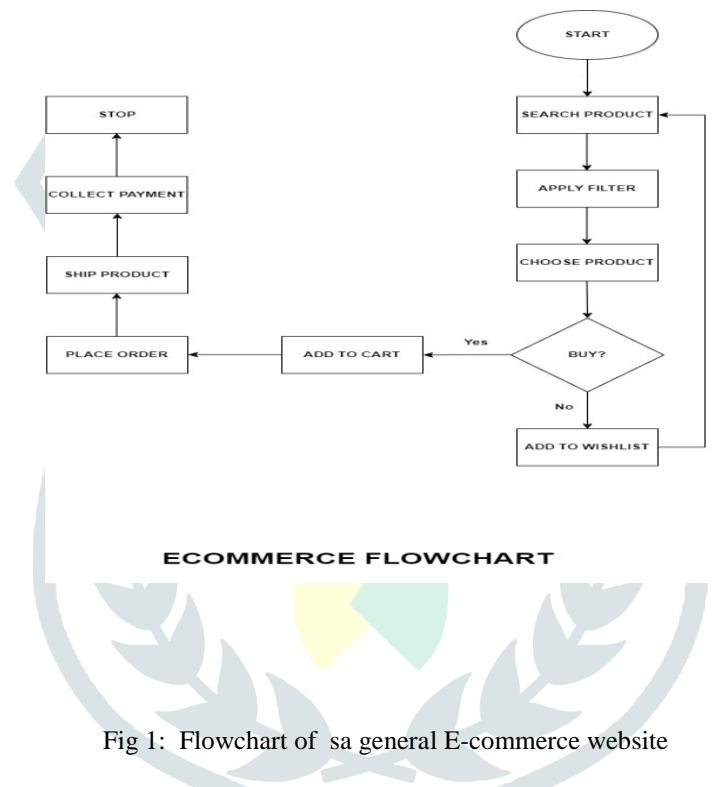 START
SEARCH PRODUCT
APPLY FILTER
CHOOSE PRODUCT
BUY?
Yes
No
ADD TO WISHLIST
ADD TO CART
PLACE ORDER
SHIP PRODUCT
COLLECT PAYMENT
STOP
ECOMMERCE FLOWCHART
Fig 1: Flowchart of sa general E-commerce website